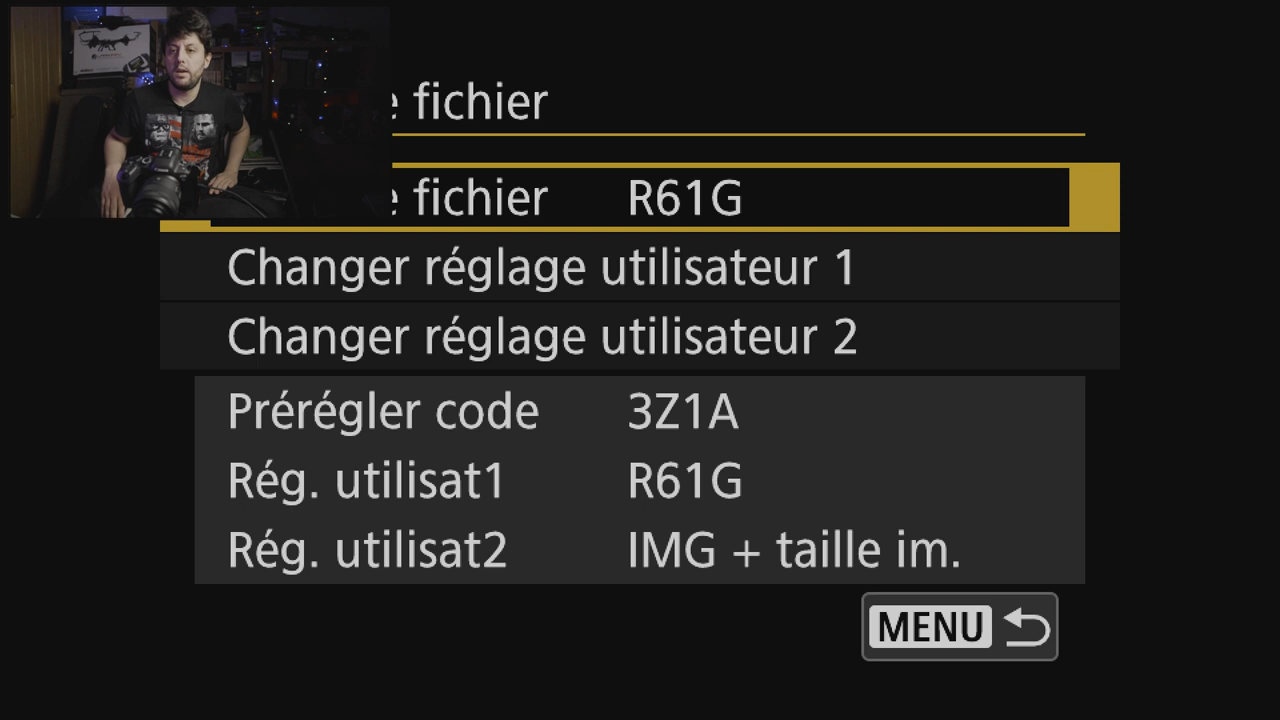 fichier
fichier R61G
Changer réglage utilisateur 1
Changer réglage utilisateur 2
Prérégler code 3Z1A
Rég. utilisat1 R61G
Rég. utilisat2 IMG + taille im.
MENU